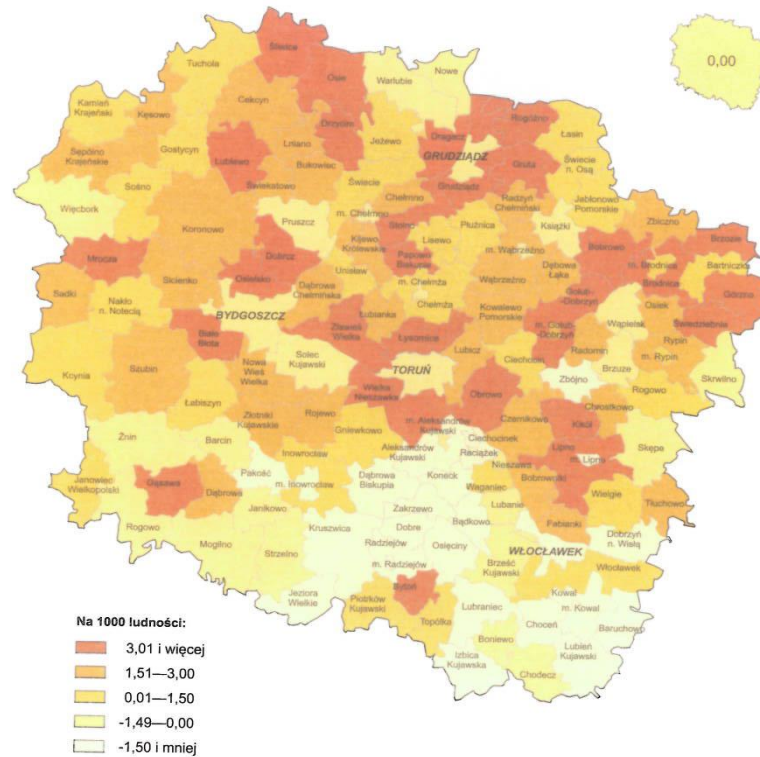 Śliwice
Tuchola
Osie
Warlubie
Nowe
0,00
Kamień
Krajeński
Kęsowo
Cekcyn
Drzycim
Rogóźno
Dragacz
Łasin
Sępólno
Krajeńskie
Gostycyn
Lubiewo
Lniano
Bukowiec
Jeżewo
GRUDZIĄDZ
Gruta
Świecie
n. Osą
Sośno
Świekatowo
Świecie
Chełmno
Grudziądz
Radzyń
Chełmiński
Jabłonowo
Pomorskie
Więcbork
Koronowo
Pruszcz
m. Chełmno
Stolno
Płużnica
Książki
Zbiczno
Brzozie
Mrocza
Dobrcz
Kijewo
Królewskie
Papowo
Biskupie
Lisewo
m. Wąbrzeźno
Bobrowo
m. Brodnica
Bartniczka
Sicienko
Osielsko
Unisław
m. Chełmża
Wąbrzeźno
Dębowa
Łąka
Brodnica
Górzno
Sadki
Nakło
n. Notecią
Dąbrowa
Chełmińska
Chełmża
Golub-
-Dobrzyń
Osiek
Świedziebnia
BYDGOSZCZ
Zławieś
Wielka
Łubianka
Łysomice
Kowalewo
Pomorskie
m. Golub-
-Dobrzyń
Wąpielsk
Rypin
Białe
Błota
Solec
Kujawski
Lubicz
Ciechocin
Radomin
m. Rypin
Kcynia
Szubin
Nowa
Wieś
Wielka
TORUŃ
Zbójno
Brzuze
Skrwilno
Łabiszyn
Wielka
Nieszawka
Obrowo
Rogowo
Złotniki
Kujawskie
Rojewo
m. Aleksandrów
Kujawski
Czernikowo
Kikół
Chrostkowo
Żnin
Barcin
Gniewkowo
Aleksandrów
Kujawski
Ciechocinek
Raciążek
Lipno
m. Lipno
Skępe
Inowrocław
Nieszawa
Janowiec
Wielkopolski
Gąsawa
Dąbrowa
Pakość
m. Inowrocław
Dąbrowa
Biskupia
Koneck
Waganiec
Bobrowniki
Wielgie
Tłuchowo
Janikowo
Zakrzewo
Lubanie
Fabianki
Rogowo
Mogilno
Strzelno
Kruszwica
Dobre
Bądkowo
Dobrzyń
n. Wisłą
Radziejów
Osięciny
WŁOCŁAWEK
m. Radziejów
Brześć
Kujawski
Włocławek
Jeziora
Wielkie
Bytoń
Piotrków
Kujawski
Lubraniec
Kowal
m. Kowal
Topólka
Choceń
Baruchowo
Boniewo
Lubień
Kujawski
Izbica
Kujawska
Chodecz
Na 1000 ludności:
3,01 i więcej
1,51—3,00
0,01—1,50
-1,49—0,00
-1,50 i mniej